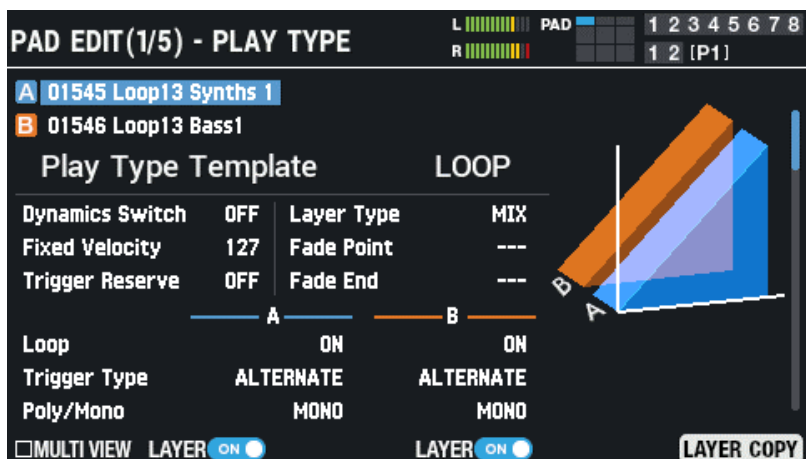 PAD EDIT(1/5) - PLAY TYPE
L
R
PAD
1 2 3 4 5 6 7 8
1 2 [P1]
A 01545 Loop13 Synths 1
B 01546 Loop13 Bass1
Play Type Template LOOP
Dynamics Switch OFF Layer Type MIX
Fixed Velocity 127 Fade Point ---
Trigger Reserve OFF Fade End ---
A B
Loop ON ON
Trigger Type ALTERNATE ALTERNATE
Poly/Mono MONO MONO
MULTI VIEW LAYER ON LAYER ON LAYER COPY
B
A